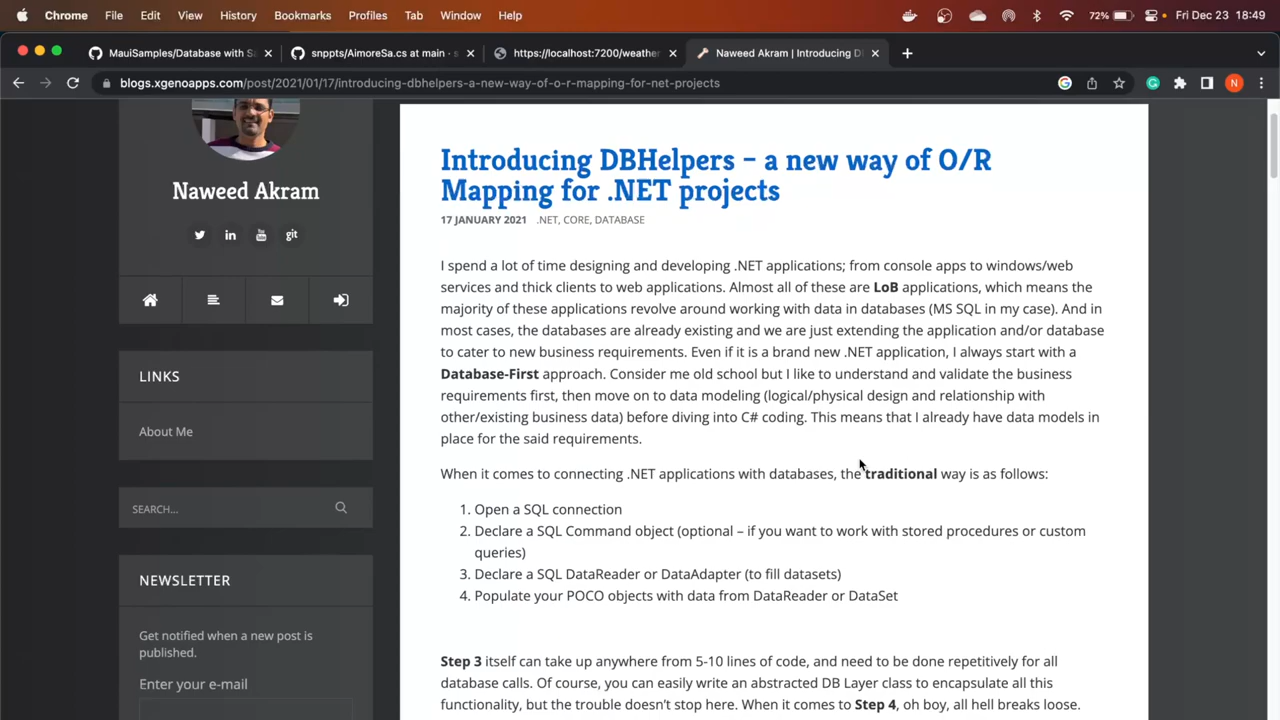 Chrome File Edit View History Bookmarks Profiles Tab Window Help 72% Fri Dec 23 18:49
MauiSamples/Database with Sa snppts/AimoreSa.cs at main · s https://localhost:7200/weather Naweed Akram | Introducing D
blogs.xgenoapps.com/post/2021/01/17/introducing-dbhelpers-a-new-way-of-o-r-mapping-for-net-projects N
Naweed Akram
You Tube
git
LINKS
About Me
SEARCH...
NEWSLETTER
Get notified when a new post is
published.
Enter your e-mail
Introducing DBHelpers – a new way of O/R
Mapping for .NET projects
17 JANUARY 2021 .NET, CORE, DATABASE
I spend a lot of time designing and developing .NET applications; from console apps to windows/web
services and thick clients to web applications. Almost all of these are LoB applications, which means the
majority of these applications revolve around working with data in databases (MS SQL in my case). And in
most cases, the databases are already existing and we are just extending the application and/or database
to cater to new business requirements. Even if it is a brand new .NET application, I always start with a
Database-First approach. Consider me old school but I like to understand and validate the business
requirements first, then move on to data modeling (logical/physical design and relationship with
other/existing business data) before diving into C# coding. This means that I already have data models in
place for the said requirements.
When it comes to connecting .NET applications with databases, the traditional way is as follows:
1. Open a SQL connection
2. Declare a SQL Command object (optional – if you want to work with stored procedures or custom
queries)
3. Declare a SQL DataReader or DataAdapter (to fill datasets)
4. Populate your POCO objects with data from DataReader or DataSet
Step 3 itself can take up anywhere from 5-10 lines of code, and need to be done repetitively for all
database calls. Of course, you can easily write an abstracted DB Layer class to encapsulate all this
functionality, but the trouble doesn't stop here. When it comes to Step 4, oh boy, all hell breaks loose.